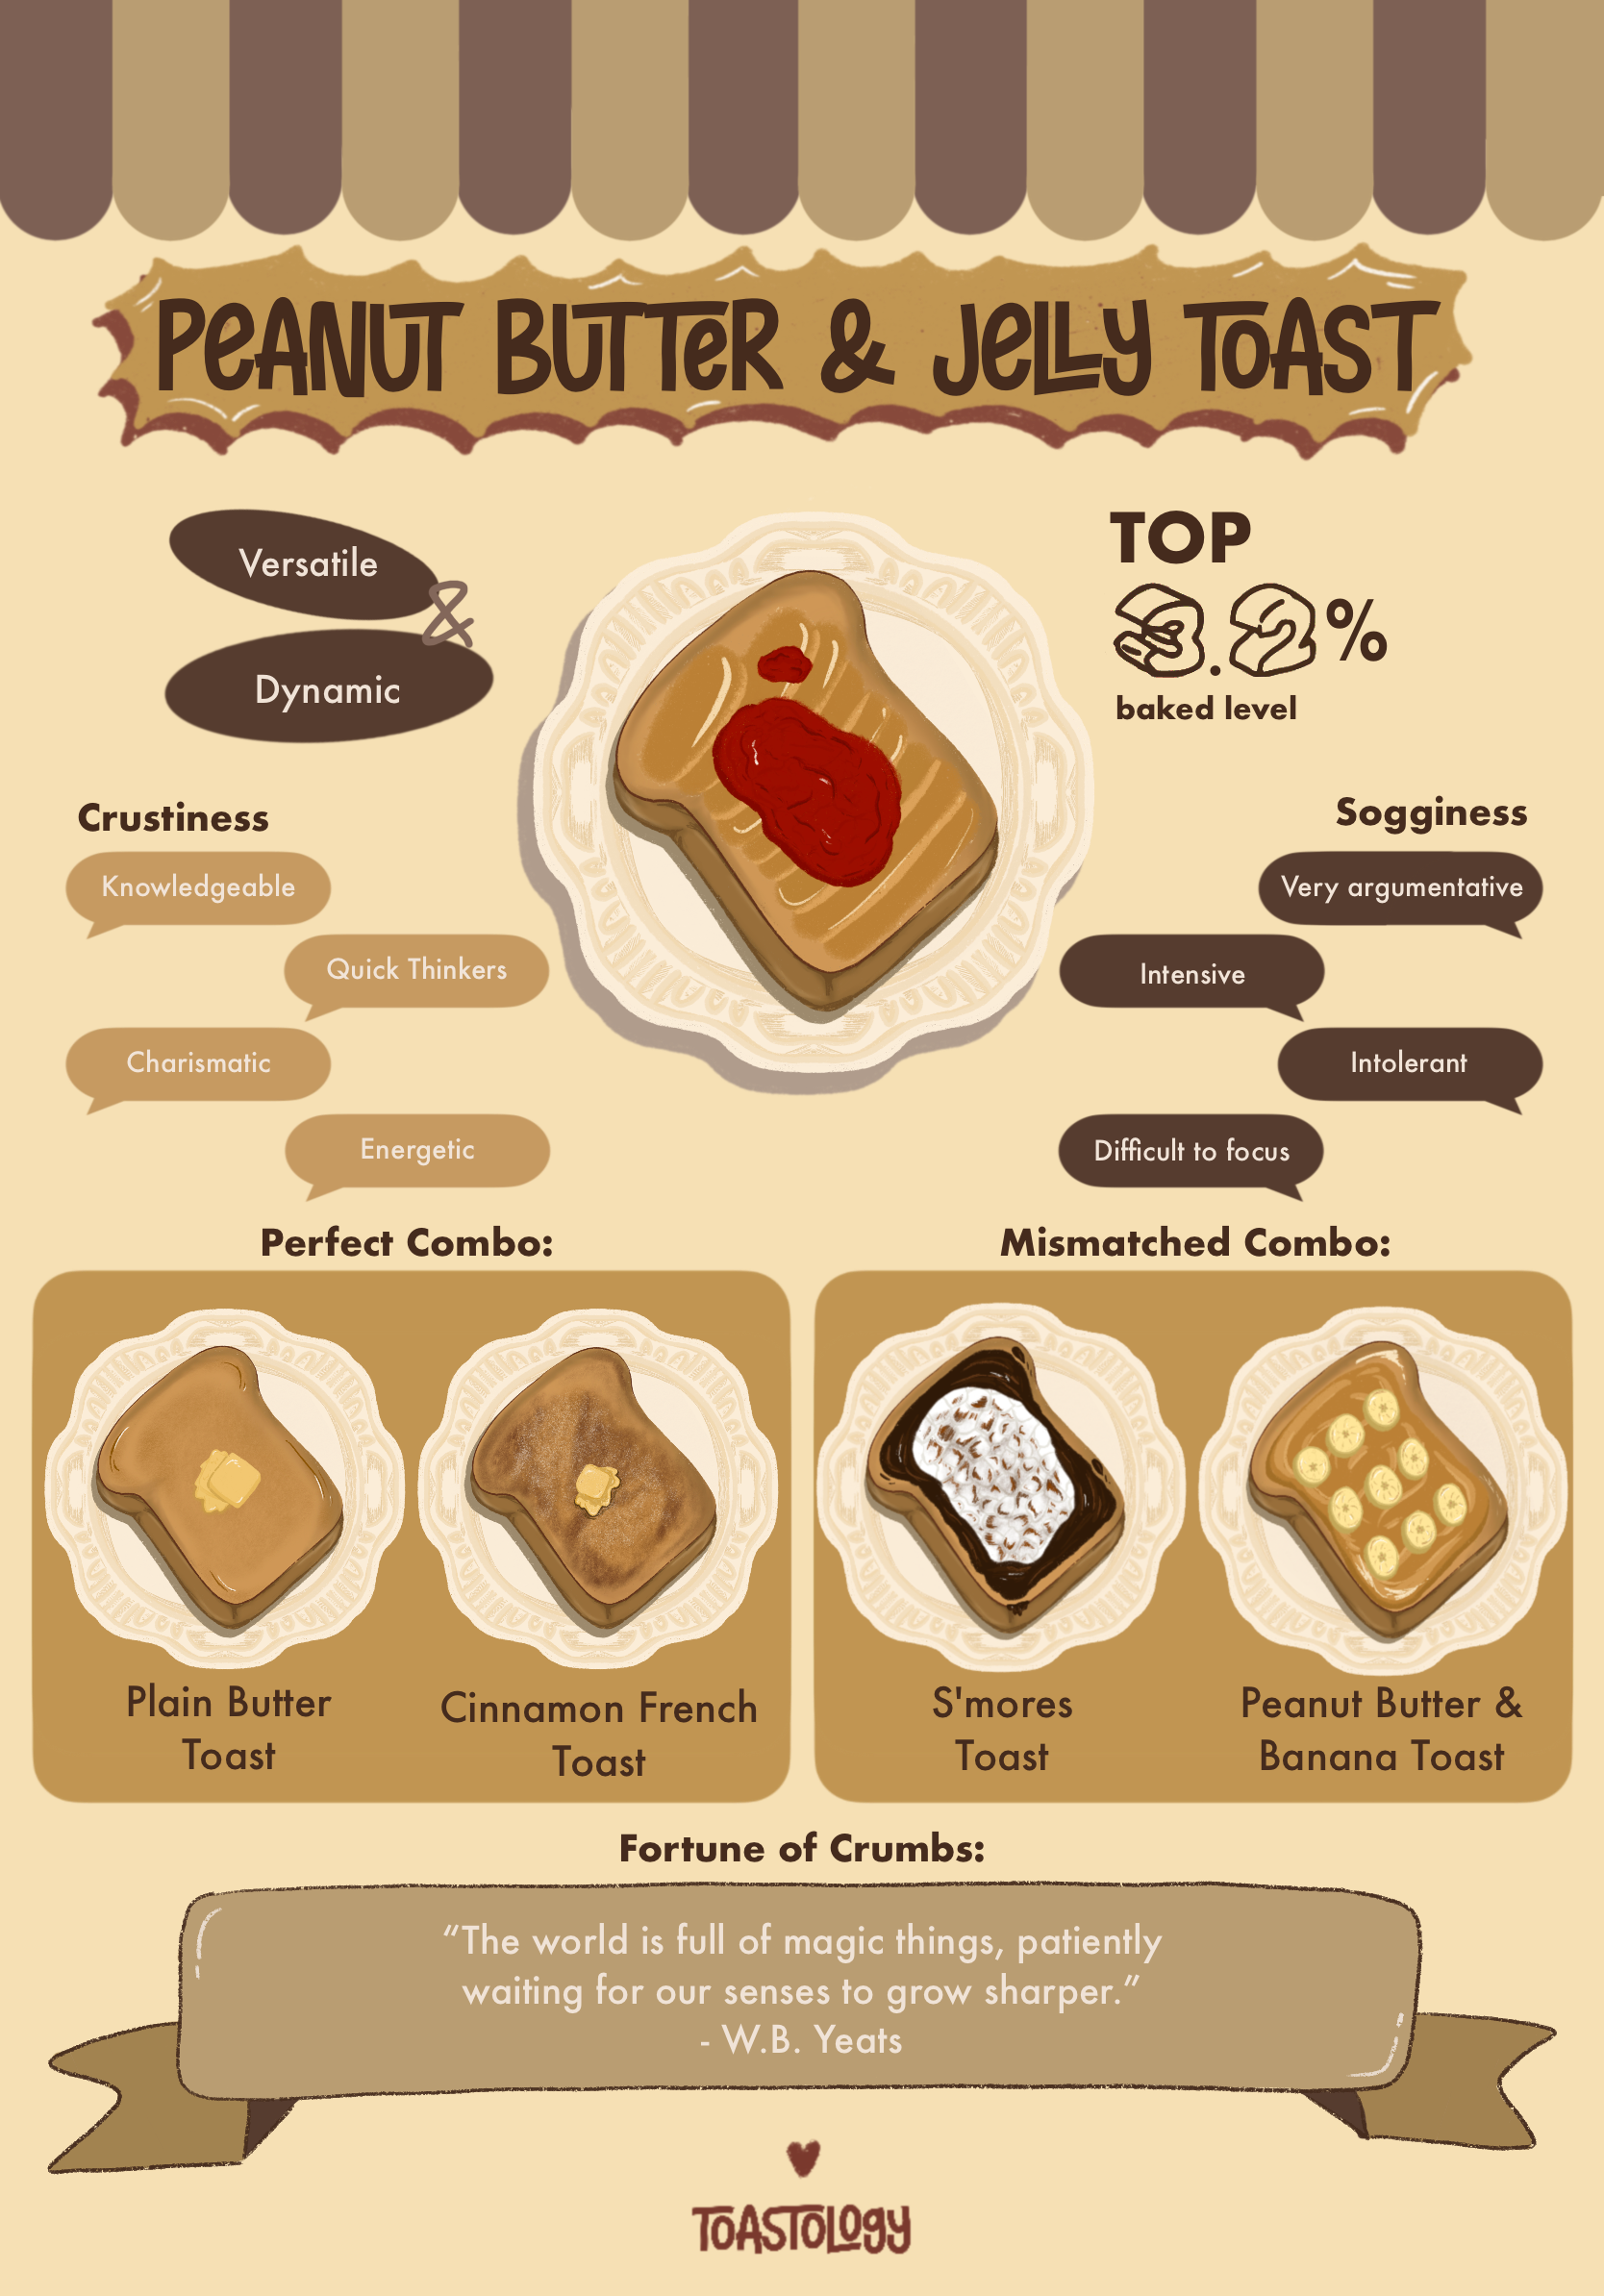 PEANUT BUTTER & JELLY TOAST
Versatile
&
Dynamic
TOP
3.2%
baked level
Crustiness
Knowledgeable
Quick Thinkers
Charismatic
Energetic
Sogginess
Very argumentative
Intensive
Intolerant
Difficult to focus
Perfect Combo:
Plain Butter
Toast
Cinnamon French
Toast
Mismatched Combo:
S'mores
Toast
Peanut Butter &
Banana Toast
Fortune of Crumbs:
“The world is full of magic things, patiently
waiting for our senses to grow sharper.”
- W.B. Yeats
TOASTOLOGY